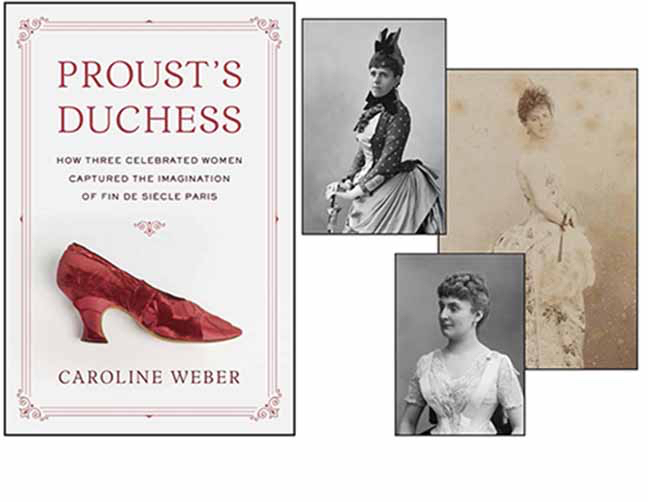 PROUST'S
DUCHESS
HOW THREE CELEBRATED WOMEN
CAPTURED THE IMAGINATION
OF FIN DE SIÈCLE PARIS
CAROLINE WEBER